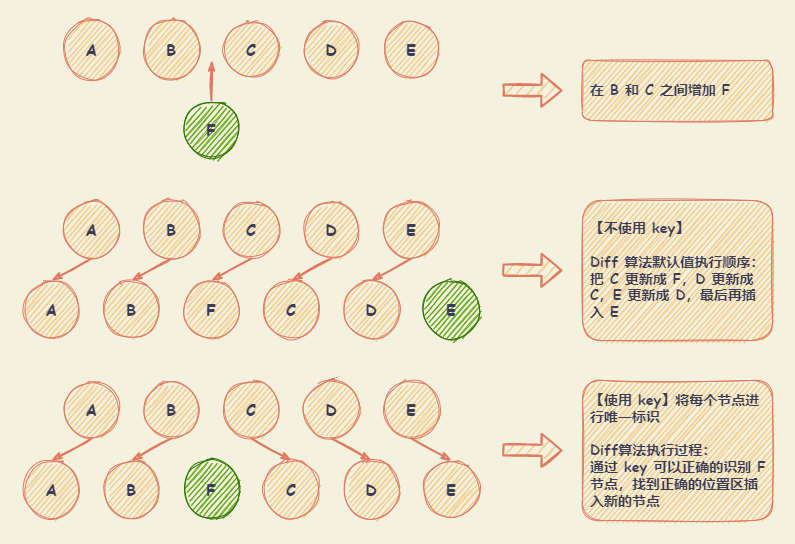 A B C D E
在 B 和 C 之间增加 F
F
A B C D E
【不使用 key】
Diff 算法默认值执行顺序：
把 C 更新成 F，D 更新成
C，E 更新成 D，最后再插
入 E
A B F C D E
A B C D E
【使用 key】将每个节点进
行唯一标识
Diff算法执行过程：
通过 key 可以正确的识别 F
节点，找到正确的位置区插
入新的节点
A B F C D E